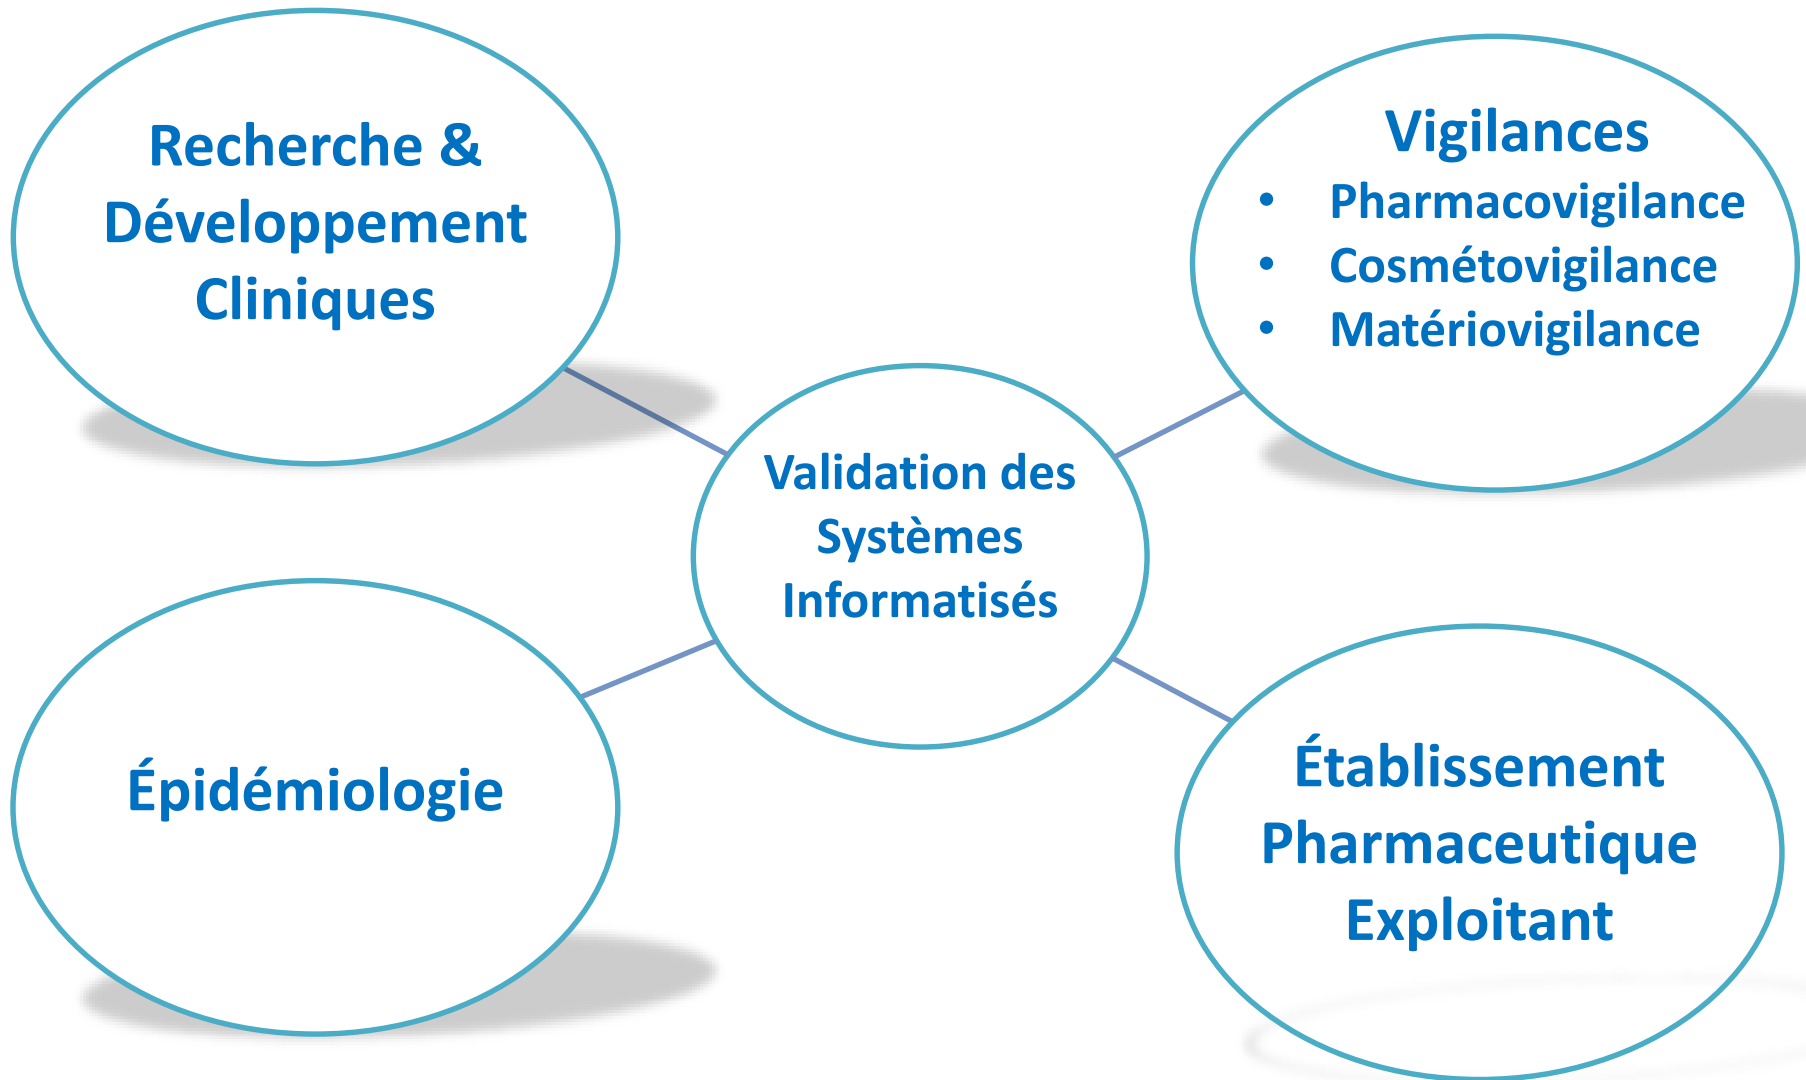 Recherche &
Développement
Cliniques
Vigilances
• Pharmacovigilance
• Cosmétovigilance
• Matériovigilance
Validation des
Systèmes
Informatisés
Épidémiologie
Établissement
Pharmaceutique
Exploitant